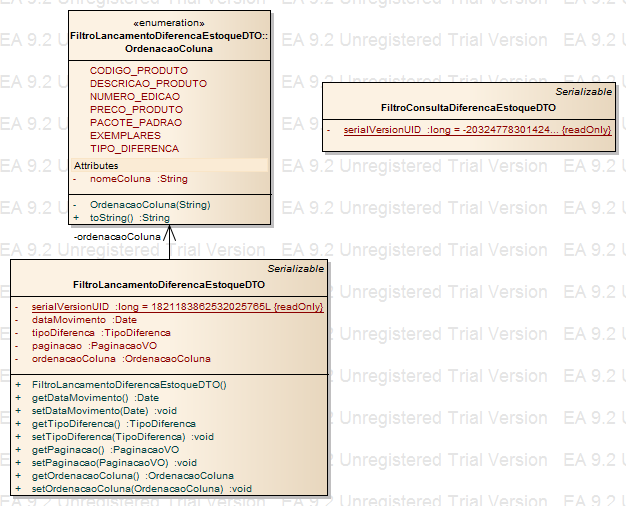 «enumeration»
FiltroLancamentoDiferencaEstoqueDTO::
OrdenacaoColuna
CODIGO_PRODUTO
DESCRICAO_PRODUTO
NUMERO_EDICAO
PRECO_PRODUTO
PACOTE_PADRAO
EXEMPLARES
TIPO_DIFERENCA
Attributes
- nomeColuna :String
- OrdenacaoColuna(String)
+ toString() :String
Serializable
FiltroConsultaDiferencaEstoqueDTO
- serialVersionUID :long = -20324778301424... {readOnly}
-ordenacaoColuna
Serializable
FiltroLancamentoDiferencaEstoqueDTO
- serialVersionUID :long = 1821183862532025765L {readOnly}
- dataMovimento :Date
- tipoDiferenca :TipoDiferenca
- paginacao :PaginacaoVO
- ordenacaoColuna :OrdenacaoColuna
+ FiltroLancamentoDiferencaEstoqueDTO()
+ getDataMovimento() :Date
+ setDataMovimento(Date) :void
+ getTipoDiferenca() :TipoDiferenca
+ setTipoDiferenca(TipoDiferenca) :void
+ getPaginacao() :PaginacaoVO
+ setPaginacao(PaginacaoVO) :void
+ getOrdenacaoColuna() :OrdenacaoColuna
+ setOrdenacaoColuna(OrdenacaoColuna) :void
EA 9.2 Unregistered Trial Version